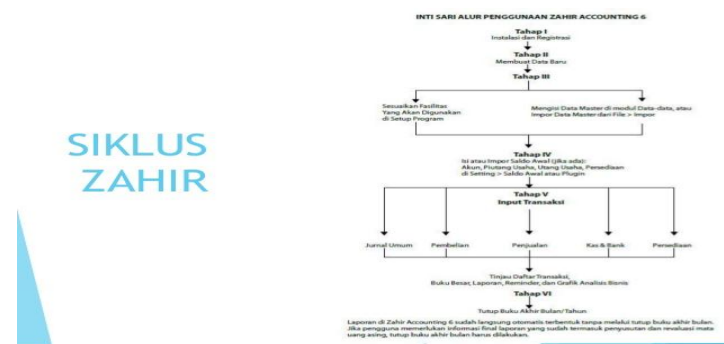 SIKLUS
ZAHIR
INTI SARI ALUR PENGGUNAAN ZAHIR ACCOUNTING 6
Tahap I
Instalasi dan Registrasi
Tahap II
Membuat Data Baru
Tahap III
Sesuaikan Fasilitas
Yang Akan Digunakan
di Setup Program
Mengisi Data Master di modul Data-data, atau
Impor Data Master dari File > Impor
Tahap IV
Isi atau Impor Saldo Awal (jika ada):
Akun, Piutang Usaha, Utang Usaha, Persediaan
di Setting > Saldo Awal atau Plugin
Tahap V
Input Transaksi
Jurnal Umum
Pembelian
Penjualan
Kas & Bank
Persediaan
Tinjau Daftar Transaksi,
Buku Besar, Laporan, Reminder, dan Grafik Analisis Bisnis
Tahap VI
Tutup Buku Akhir Bulan/ Tahun
Laporan di Zahir Accounting 6 sudah langsung otomatis terbentuk tanpa melalui tutup buku akhir bulan.
Jika pengguna memerlukan informasi final laporan yang sudah termasuk penyusutan dan revaluasi mata
uang asing, tutup buku akhir bulan harus dilakukan.